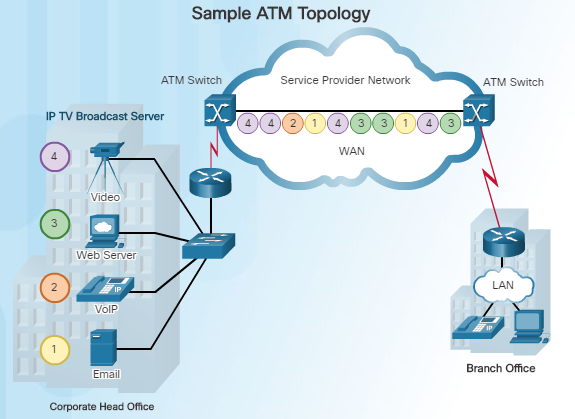 Sample ATM Topology
ATM Switch
Service Provider Network
ATM Switch
IP TV Broadcast Server
4 4 2 1 4 3 3 1 4 3
WAN
4
Video
3
Web Server
2
IP
VoIP
LAN
IP
1
Email
Branch Office
Corporate Head Office